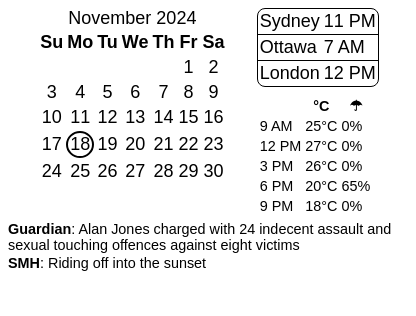 November 2024
Su Mo Tu We Th Fr Sa
1 2
3 4 5 6 7 8 9
10 11 12 13 14 15 16
17 18 19 20 21 22 23
24 25 26 27 28 29 30
Sydney 11 PM
Ottawa 7 AM
London 12 PM
°C ☂
9 AM 25°C 0%
12 PM 27°C 0%
3 PM 26°C 0%
6 PM 20°C 65%
9 PM 18°C 0%
Guardian: Alan Jones charged with 24 indecent assault and
sexual touching offences against eight victims
SMH: Riding off into the sunset